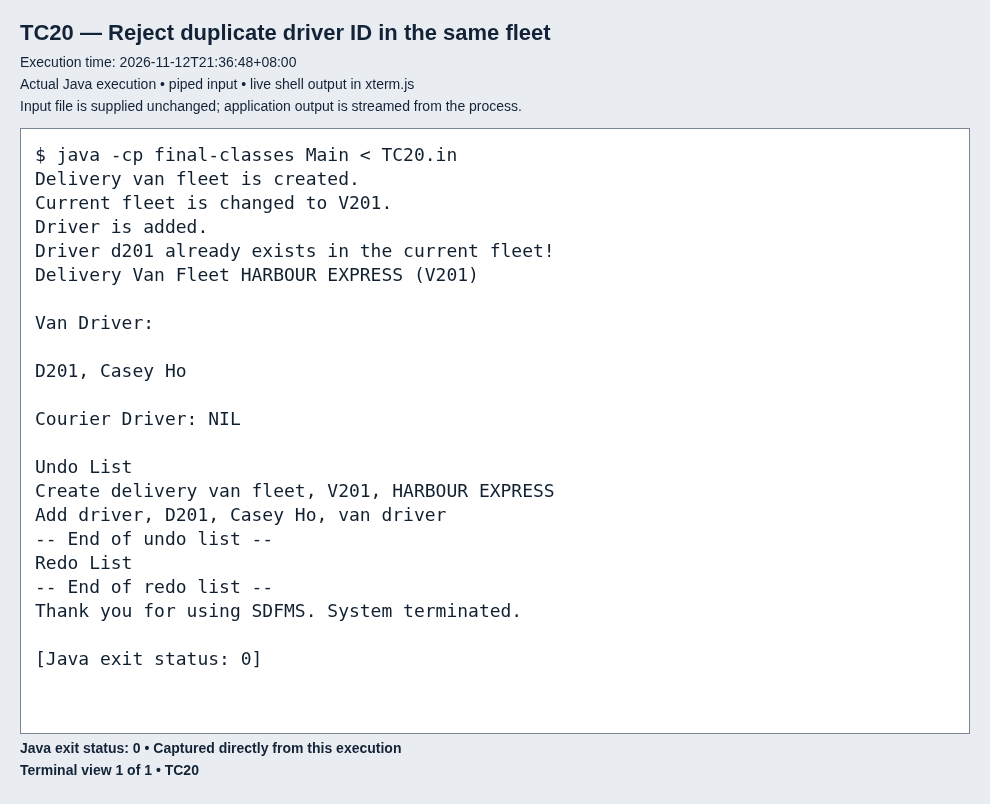 TC20 — Reject duplicate driver ID in the same fleet
Execution time: 2026-11-12T21:36:48+08:00
Actual Java execution • piped input • live shell output in xterm.js
Input file is supplied unchanged; application output is streamed from the process.
$ java -cp final-classes Main < TC20.in
Delivery van fleet is created.
Current fleet is changed to V201.
Driver is added.
Driver d201 already exists in the current fleet!
Delivery Van Fleet HARBOUR EXPRESS (V201)
Van Driver:
D201, Casey Ho
Courier Driver: NIL
Undo List
Create delivery van fleet, V201, HARBOUR EXPRESS
Add driver, D201, Casey Ho, van driver
-- End of undo list --
Redo List
-- End of redo list --
Thank you for using SDFMS. System terminated.
[Java exit status: 0]
Java exit status: 0 • Captured directly from this execution
Terminal view 1 of 1 • TC20